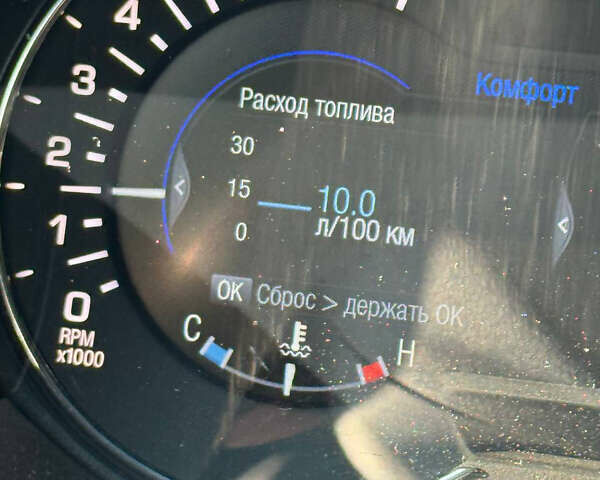 4
3
2
1
0
RPM
x1000
Комфорт
Расход топлива
30
15
0
10.0
л/100 км
OK Сброс > держать OK
C
H